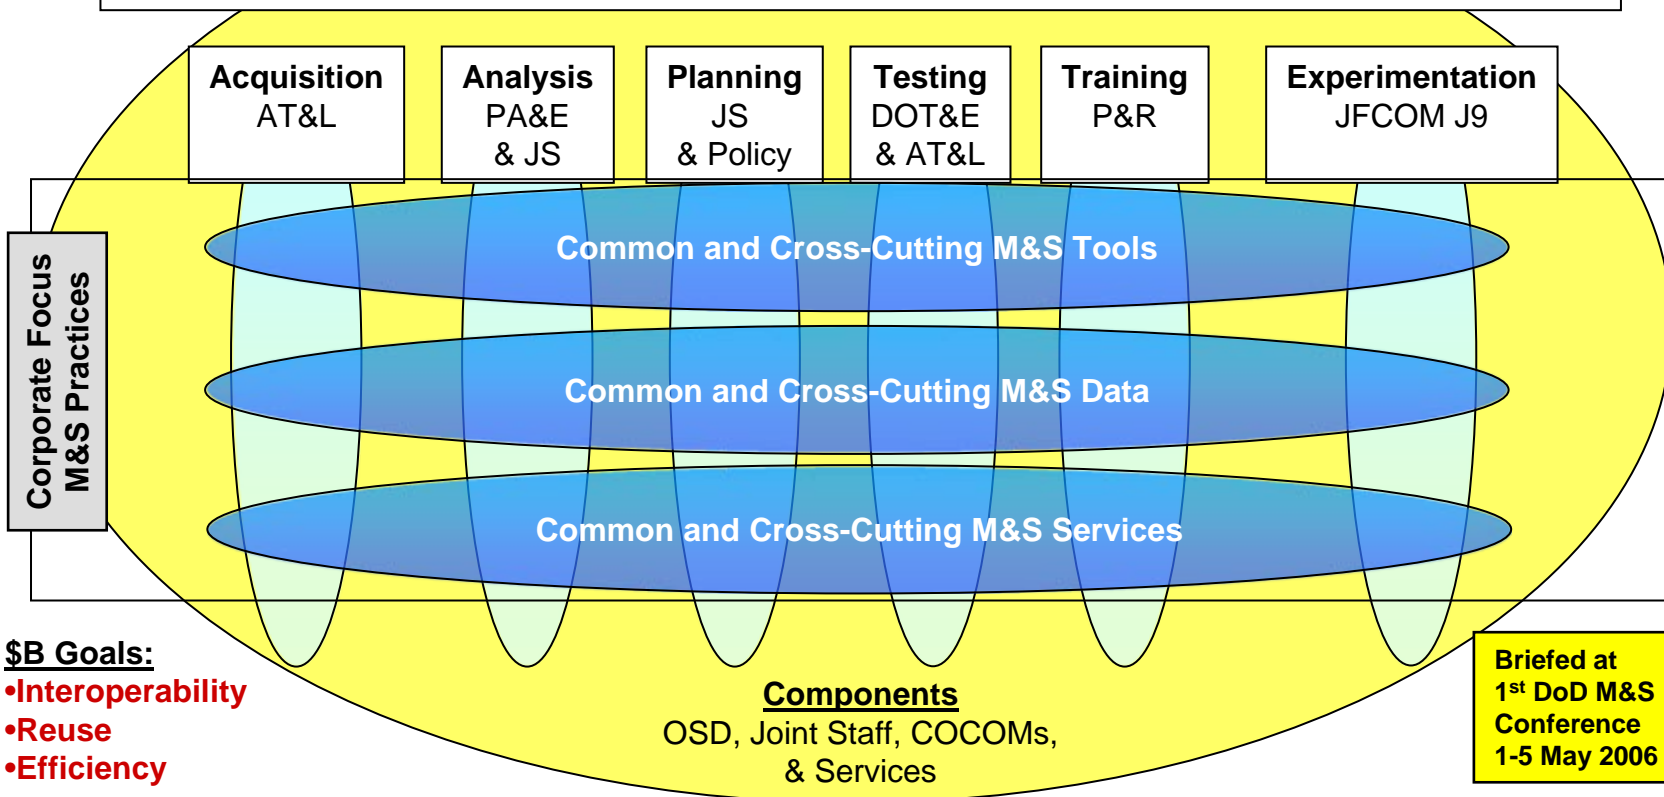 Acquisition
AT&L
Analysis
PA&E
& JS
Planning
JS
& Policy
Testing
DOT&E
& AT&L
Training
P&R
Experimentation
JFCOM J9
Corporate Focus
M&S Practices
Common and Cross-Cutting M&S Tools
Common and Cross-Cutting M&S Data
Common and Cross-Cutting M&S Services
$B Goals:
•Interoperability
•Reuse
•Efficiency
Components
OSD, Joint Staff, COCOMs,
& Services
Briefed at
1st DoD M&S
Conference
1-5 May 2006